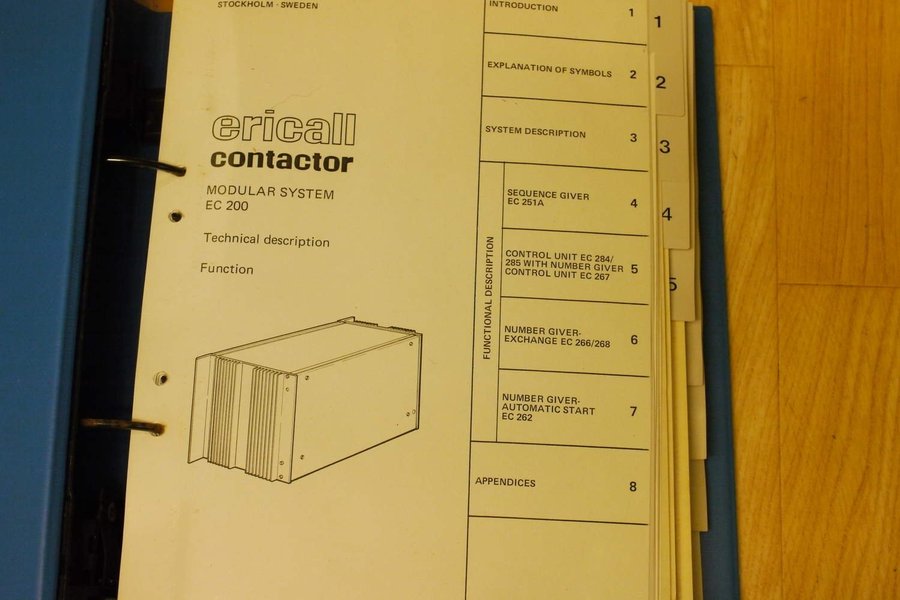 STOCKHOLM - SWEDEN
ericall
contactor
MODULAR SYSTEM
EC 200
Technical description
Function
INTRODUCTION 1
EXPLANATION OF SYMBOLS 2
SYSTEM DESCRIPTION 3
FUNCTIONAL DESCRIPTION
SEQUENCE GIVER
EC 251A 4
CONTROL UNIT EC 284/
285 WITH NUMBER GIVER 5
CONTROL UNIT EC 267
NUMBER GIVER-
EXCHANGE EC 266/268 6
NUMBER GIVER-
AUTOMATIC START 7
EC 262
APPENDICES 8
1
2
3
4
5